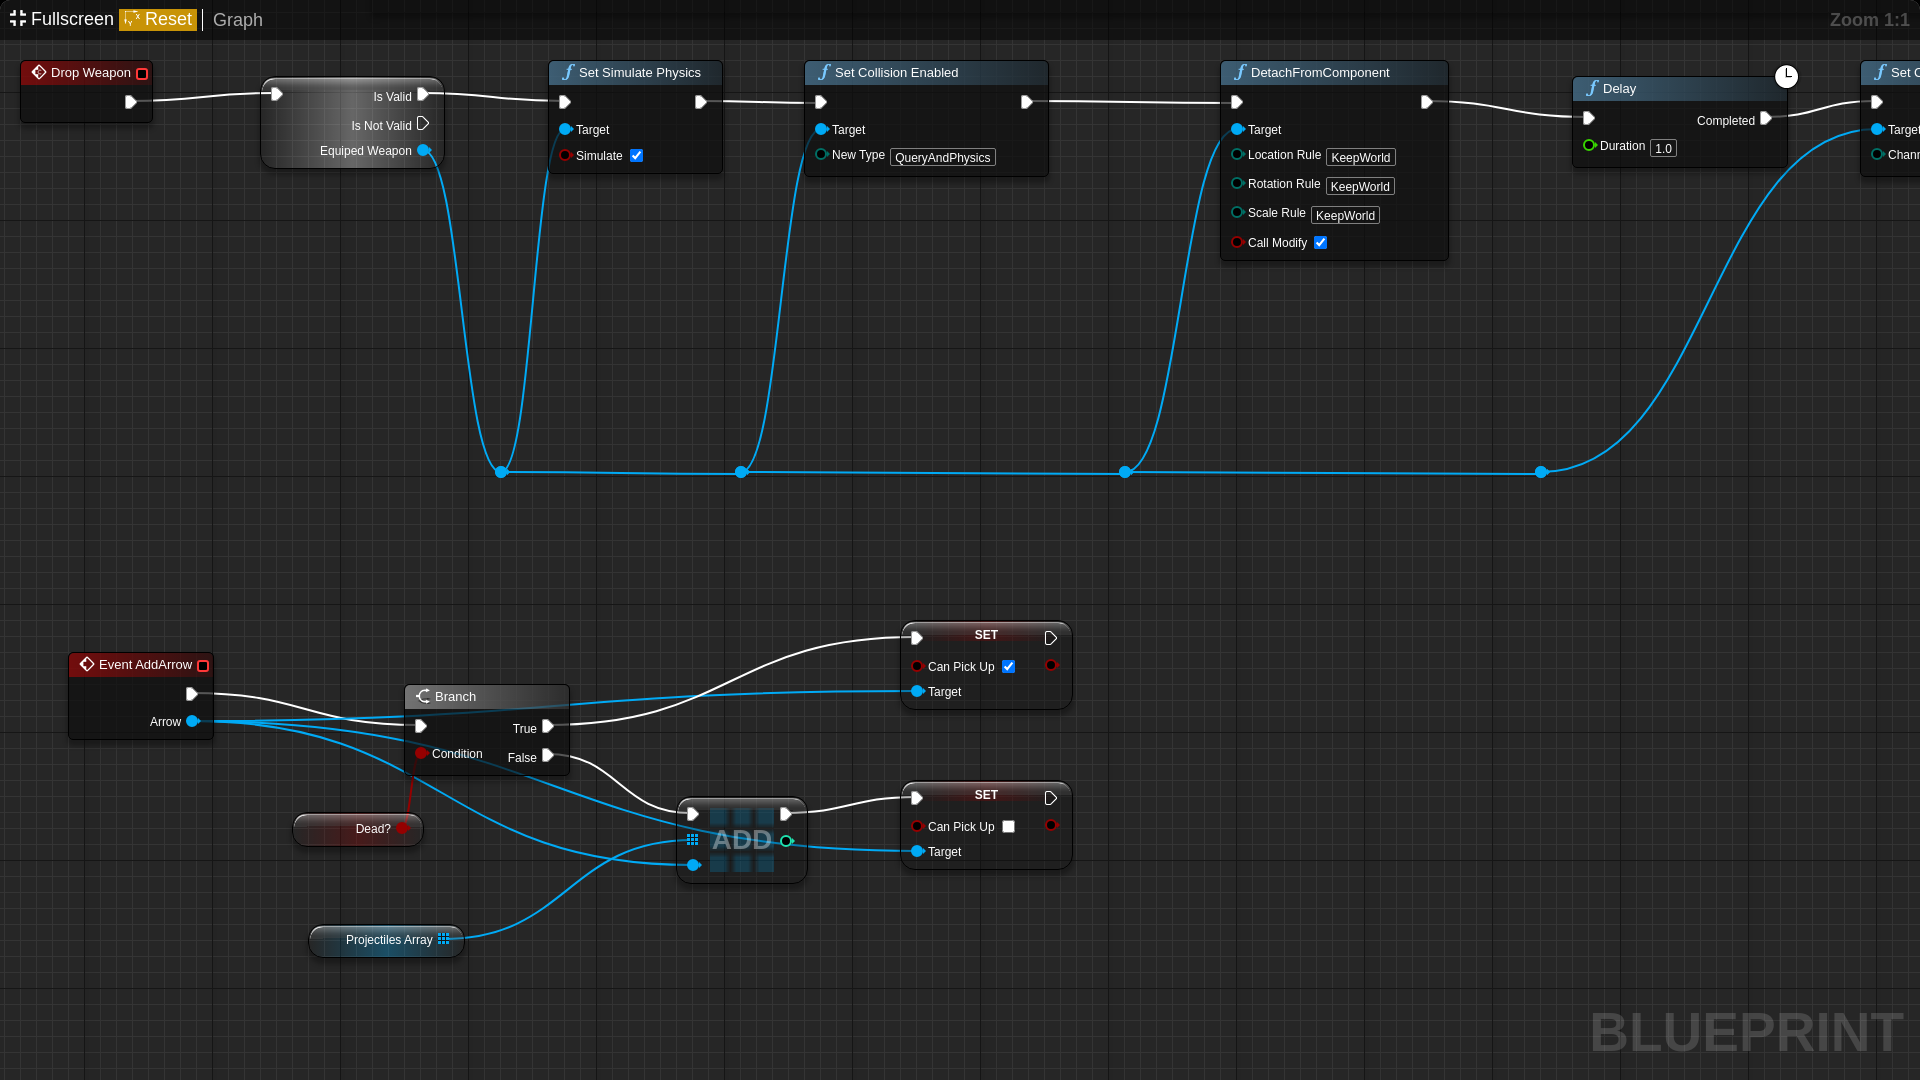 Fullscreen Reset Graph Zoom 1:1
Drop Weapon
Is Valid
Is Not Valid
Equiped Weapon
Set Simulate Physics
Target
Simulate
Set Collision Enabled
Target
New Type QueryAndPhysics
DetachFromComponent
Target
Location Rule KeepWorld
Rotation Rule KeepWorld
Scale Rule KeepWorld
Call Modify
Delay
Completed
Duration 1.0
Set C
Target
Chann
Event AddArrow
Arrow
Branch
True
Condition
False
Dead?
Projectiles Array
ADD
SET
Can Pick Up
Target
SET
Can Pick Up
Target
BLUEPRINT